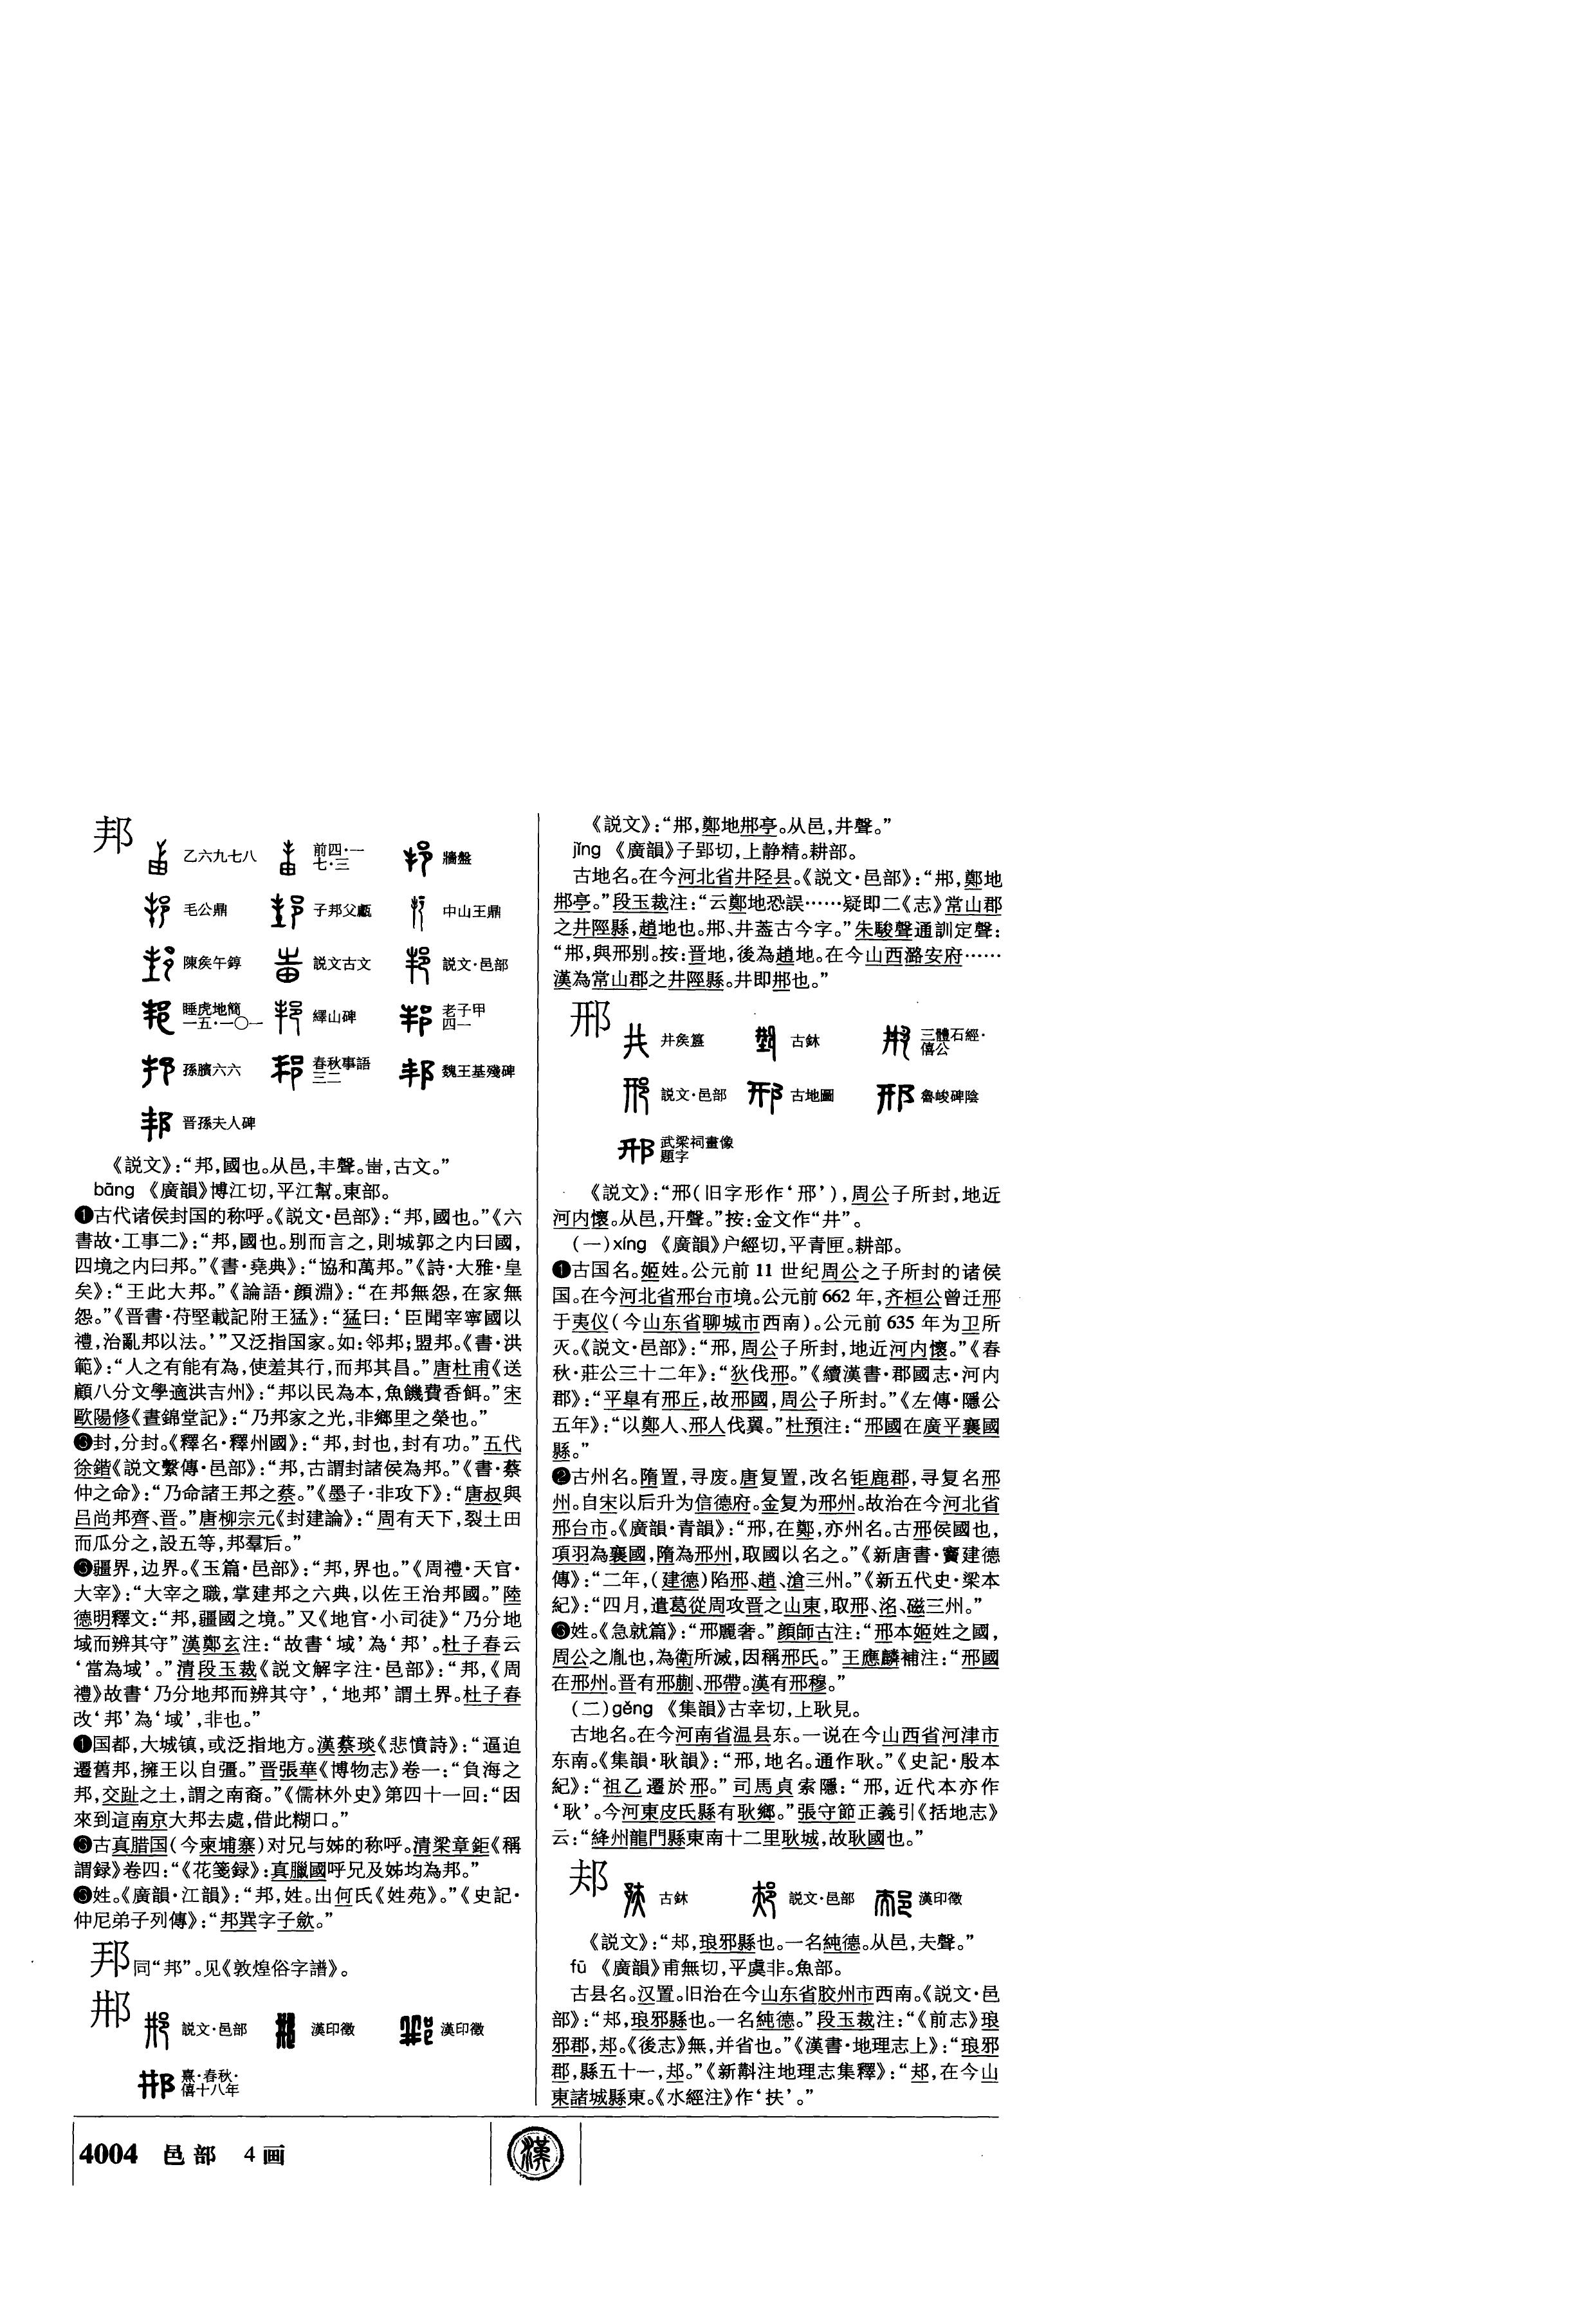 邦
乙六九七八
前四·一七·三
牆盤
毛公鼎
子邦父甗
中山王鼎
陳矦午錞
説文古文
説文·邑部
睡虎地簡一五·一〇一
繹山碑
老子甲四一
孫臏六六
春秋事語三二
魏王基殘碑
晋孫夫人碑
《説文》:“邦,國也。从邑,丰聲。𤰫,古文。”
bāng 《廣韻》博江切,平江幫。東部。
❶古代诸侯封国的称呼。《説文·邑部》:“邦,國也。”《六
書故·工事二》:“邦,國也。别而言之,則城郭之内曰國,
四境之内曰邦。”《書·堯典》:“協和萬邦。”《詩·大雅·皇
矣》:“王此大邦。”《論語·顔淵》:“在邦無怨,在家無
怨。”《晋書·苻堅載記附王猛》:“猛曰:‘臣聞宰寧國以
禮,治亂邦以法。’”又泛指国家。如:邻邦;盟邦。《書·洪
範》:“人之有能有為,使羞其行,而邦其昌。”唐杜甫《送
顧八分文學適洪吉州》:“邦以民為本,魚饑費香餌。”宋
歐陽修《晝錦堂記》:“乃邦家之光,非鄉里之榮也。”
封,分封。《釋名·釋州國》:“邦,封也,封有功。”五代
徐鍇《説文繫傳·邑部》:“邦,古謂封諸侯為邦。”《書·蔡
仲之命》:“乃命諸王邦之蔡。”《墨子·非攻下》:“唐叔與
吕尚邦齊、晋。”唐柳宗元《封建論》:“周有天下,裂土田
而瓜分之,設五等,邦羣后。”
疆界,边界。《玉篇·邑部》:“邦,界也。”《周禮·天官·
大宰》:“大宰之職,掌建邦之六典,以佐王治邦國。”陸
德明釋文:“邦,疆國之境。”又《地官·小司徒》“乃分地
域而辨其守”漢鄭玄注:“故書‘域’為‘邦’。杜子春云
‘當為域’。”清段玉裁《説文解字注·邑部》:“邦,《周
禮》故書‘乃分地邦而辨其守’,‘地邦’謂土界。杜子春
改‘邦’為‘域’,非也。”
国都,大城镇,或泛指地方。漢蔡琰《悲憤詩》:“逼迫
遷舊邦,擁王以自彊。”晋張華《博物志》卷一:“負海之
邦,交趾之土,謂之南裔。”《儒林外史》第四十一回:“因
來到這南京大邦去處,借此糊口。”
古真腊国(今柬埔寨)对兄与姊的称呼。清梁章鉅《稱
謂録》卷四:“《花箋録》:真臘國呼兄及姊均為邦。”
姓。《廣韻·江韻》:“邦,姓。出何氏《姓苑》。”《史記·
仲尼弟子列傳》:“邦巽字子歛。”
同“邦”。见《敦煌俗字譜》。
邢
説文·邑部
漢印徵
漢印徵
熹·春秋·僖十八年
4004 邑部 4画
漢
《説文》:“邢,鄭地邢亭。从邑,井聲。”
jǐng 《廣韻》子郢切,上静精。耕部。
古地名。在今河北省井陉县。《説文·邑部》:“邢,鄭地
邢亭。”段玉裁注:“云鄭地恐誤……疑即二《志》常山郡
之井陘縣,趙地也。邢、井葢古今字。”朱駿聲通訓定聲:
“邢,與邢别。按:晋地,後為趙地。在今山西潞安府……
漢為常山郡之井陘縣。井即邢也。”
邢
井矦簋
古鉢
三體石經·僖公
説文·邑部
古地圖
魯峻碑陰
武梁祠畫像題字
《説文》:“邢(旧字形作‘郉’),周公子所封,地近
河内懷。从邑,幵聲。”按:金文作“井”。
(一)xíng 《廣韻》户經切,平青匣。耕部。
❶古国名。姬姓。公元前11世纪周公之子所封的诸侯
国。在今河北省邢台市境。公元前662年,齐桓公曾迁邢
于夷仪(今山东省聊城市西南)。公元前635年为卫所
灭。《説文·邑部》:“邢,周公子所封,地近河内懷。”《春
秋·莊公三十二年》:“狄伐邢。”《續漢書·郡國志·河内
郡》:“平臯有邢丘,故邢國,周公子所封。”《左傳·隱公
五年》:“以鄭人、邢人伐翼。”杜預注:“邢國在廣平襄國
縣。”
❷古州名。隋置,寻废。唐复置,改名钜鹿郡,寻复名邢
州。自宋以后升为信德府。金复为邢州。故治在今河北省
邢台市。《廣韻·青韻》:“邢,在鄭,亦州名。古邢侯國也,
項羽為襄國,隋為邢州,取國以名之。”《新唐書·竇建德
傳》:“二年,(建德)陷邢、趙、滄三州。”《新五代史·梁本
紀》:“四月,遣葛從周攻晋之山東,取邢、洺、磁三州。”
姓。《急就篇》:“邢麗奢。”顔師古注:“邢本姬姓之國,
周公之胤也,為衛所滅,因稱邢氏。”王應麟補注:“邢國
在邢州。晋有邢蒯、邢帶。漢有邢穆。”
(二)gěng 《集韻》古幸切,上耿見。
古地名。在今河南省温县东。一说在今山西省河津市
东南。《集韻·耿韻》:“邢,地名。通作耿。”《史記·殷本
紀》:“祖乙遷於邢。”司馬貞索隱:“邢,近代本亦作
‘耿’。今河東皮氏縣有耿鄉。”張守節正義引《括地志》
云:“絳州龍門縣東南十二里耿城,故耿國也。”
邞
古鉢
説文·邑部
漢印徵
《説文》:“邞,琅邪縣也。一名純德。从邑,夫聲。”
fū 《廣韻》甫無切,平虞非。魚部。
古县名。汉置。旧治在今山东省胶州市西南。《説文·邑
部》:“邞,琅邪縣也。一名純德。”段玉裁注:“《前志》琅
邪郡,邞。《後志》無,并省也。”《漢書·地理志上》:“琅邪
郡,縣五十一,邞。”《新斠注地理志集釋》:“邞,在今山
東諸城縣東。《水經注》作‘扶’。”